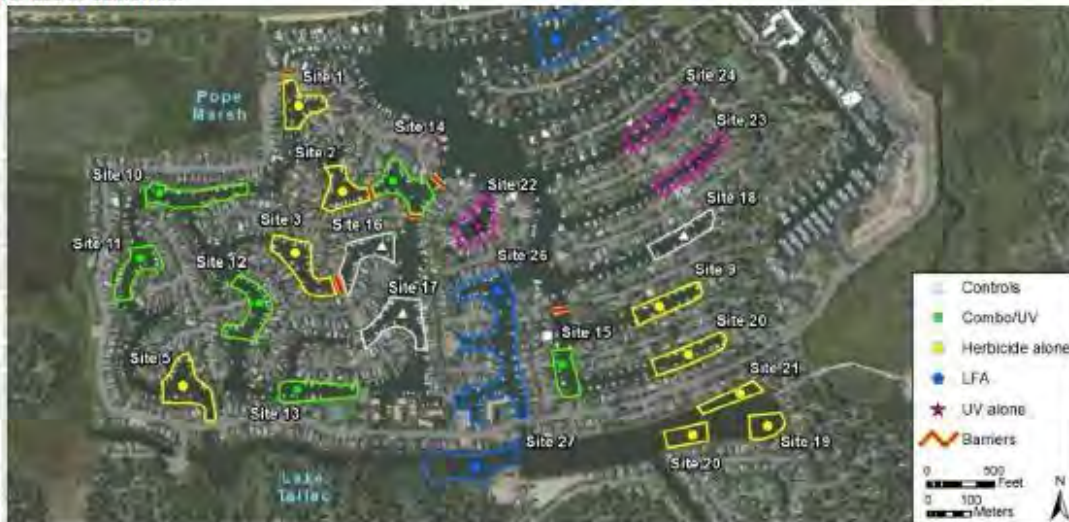 Site 24
Site 1
Pope
Marsh
Site 23
Site 14
Site 2
Site 10
Site 22
Site 18
Site 3
Site 16
Site 11
Site 26
Site 9
Site 12
Site 17
Site 15
Site 20
Site 5
Site 21
Site 13
Site 27
Site 19
Site 20
Lake
Tallac
Controls
Combo/UV
Herbicide alone
LFA
UV alone
Barriers
0 500
Feet
0 100
Meters
N